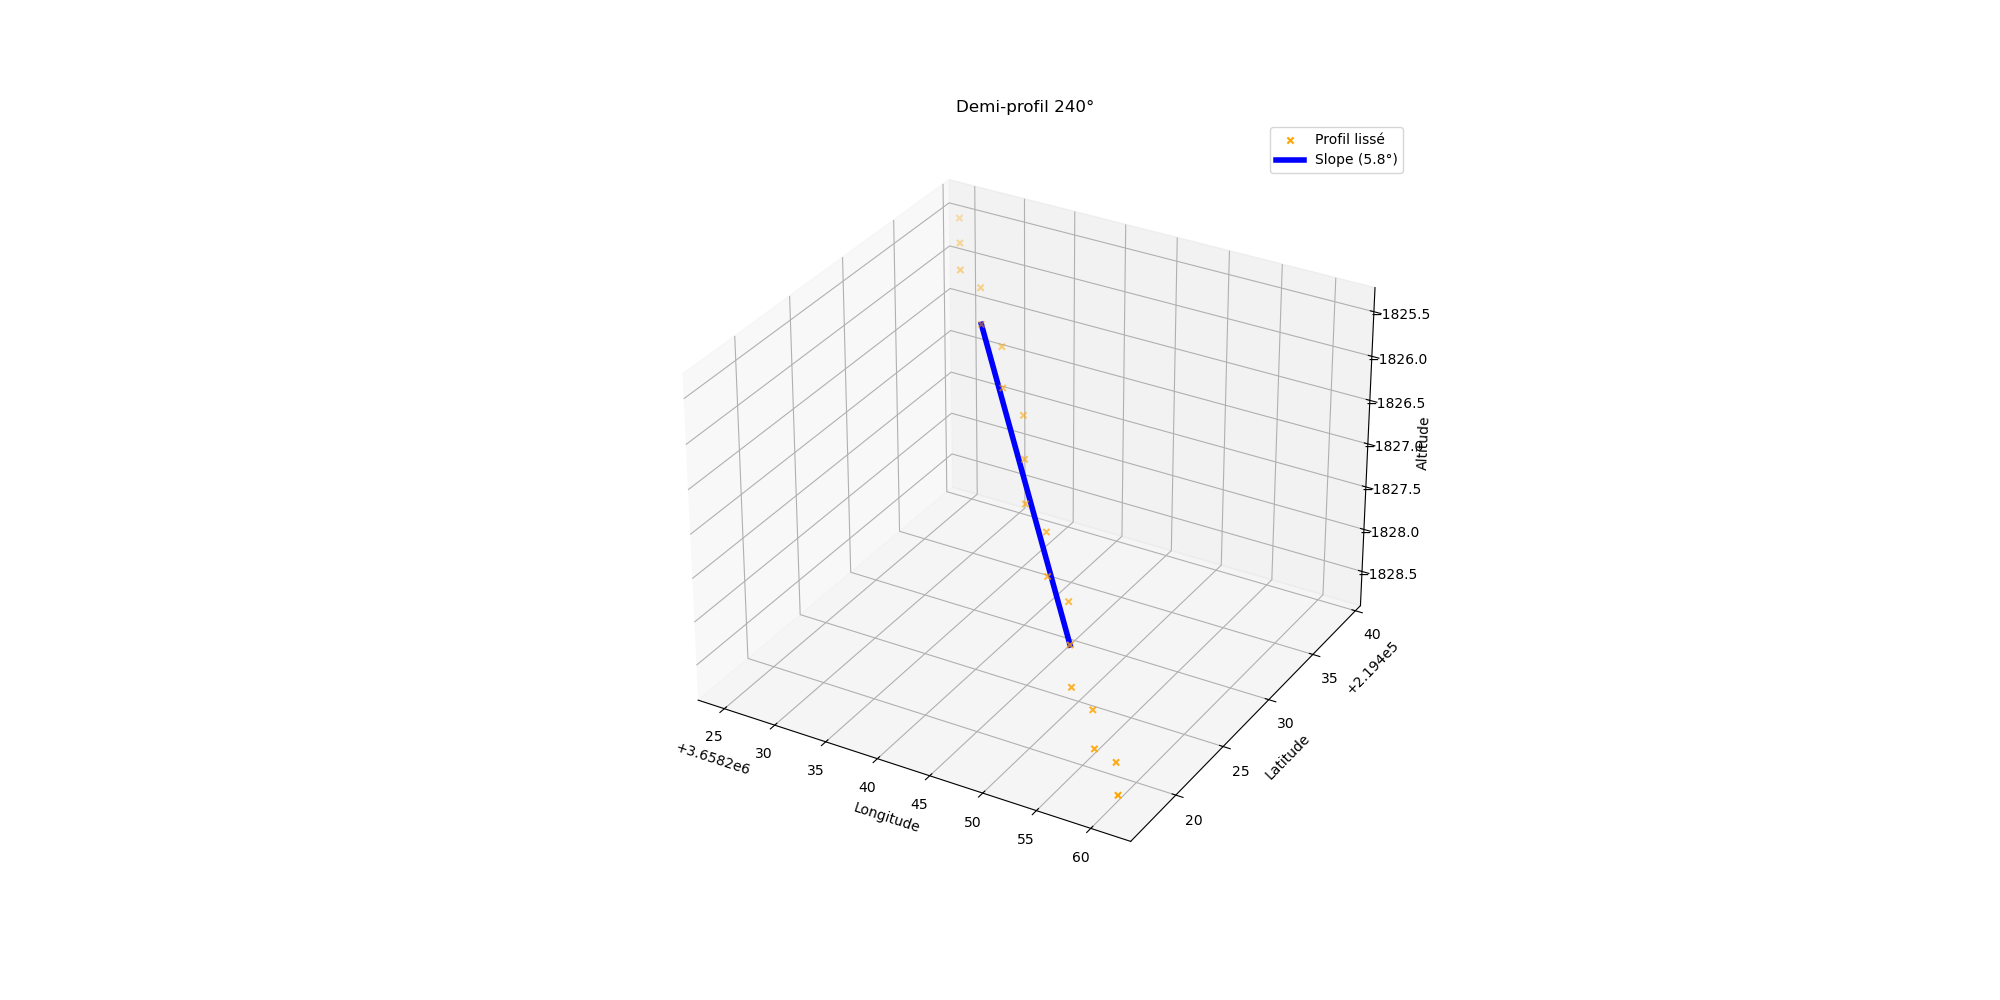 Demi-profil 240°
Profil lissé
Slope (5.8°)
−1825.5
−1826.0
−1826.5
−1827.0
−1827.5
−1828.0
−1828.5
Altitude
40
35
30
25
20
+2.194e5
Latitude
25
30
35
40
45
50
55
60
+3.6582e6
Longitude